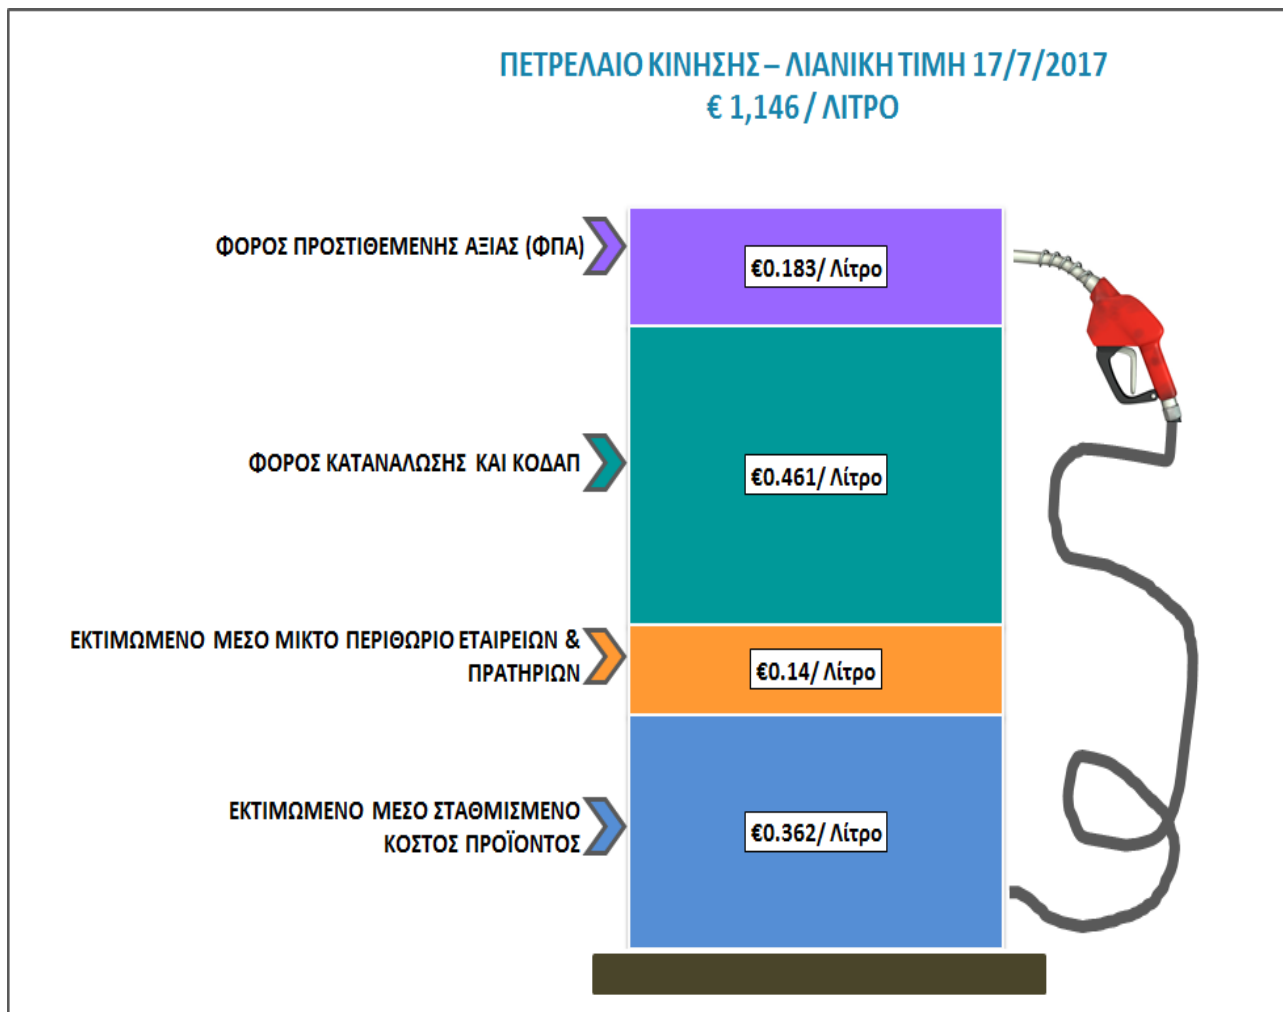 ΠΕΤΡΕΛΑΙΟ ΚΙΝΗΣΗΣ – ΛΙΑΝΙΚΗ ΤΙΜΗ 17/7/2017
€ 1,146 / ΛΙΤΡΟ
ΦΟΡΟΣ ΠΡΟΣΤΙΘΕΜΕΝΗΣ ΑΞΙΑΣ (ΦΠΑ)
€0.183/ Λίτρο
ΦΟΡΟΣ ΚΑΤΑΝΑΛΩΣΗΣ ΚΑΙ ΚΟΔΑΠ
€0.461/ Λίτρο
ΕΚΤΙΜΩΜΕΝΟ ΜΕΣΟ ΜΙΚΤΟ ΠΕΡΙΘΩΡΙΟ ΕΤΑΙΡΕΙΩΝ &
ΠΡΑΤΗΡΙΩΝ
€0.14/ Λίτρο
ΕΚΤΙΜΩΜΕΝΟ ΜΕΣΟ ΣΤΑΘΜΙΣΜΕΝΟ
ΚΟΣΤΟΣ ΠΡΟΪΟΝΤΟΣ
€0.362/ Λίτρο